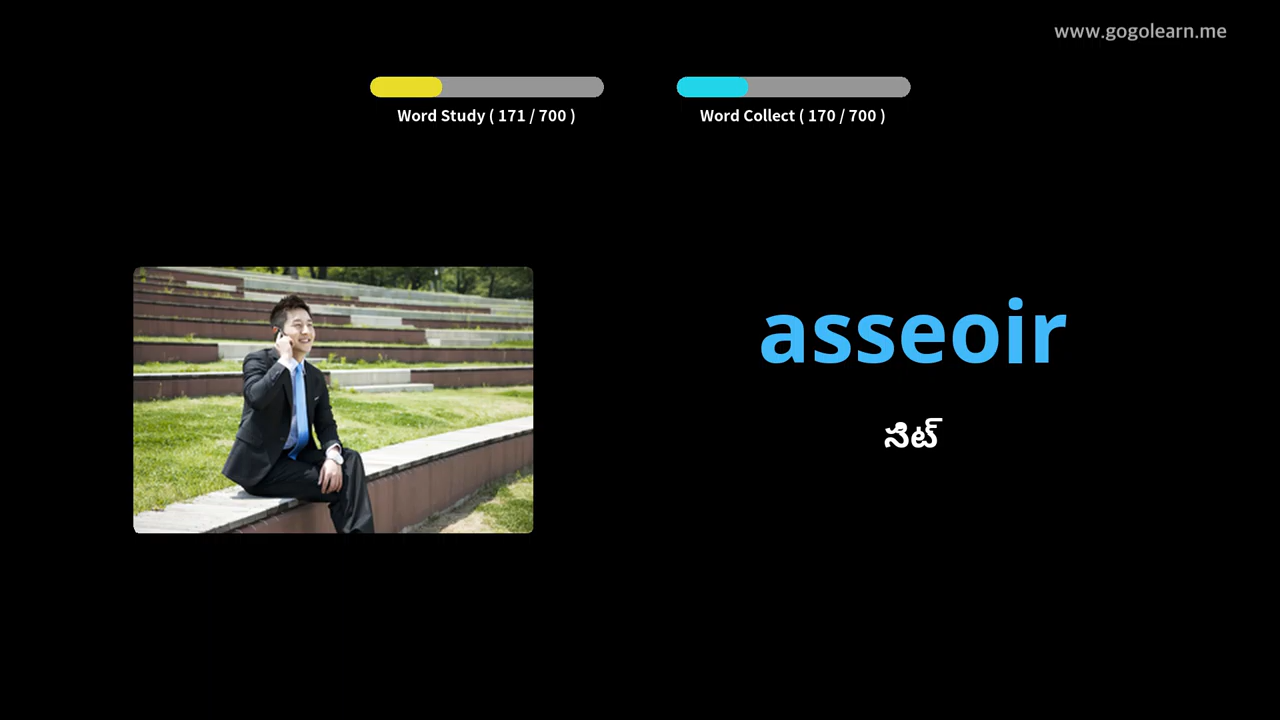 www.gogolearn.me
Word Study ( 171 / 700 )
Word Collect ( 170 / 700 )
asseoir
సిట్